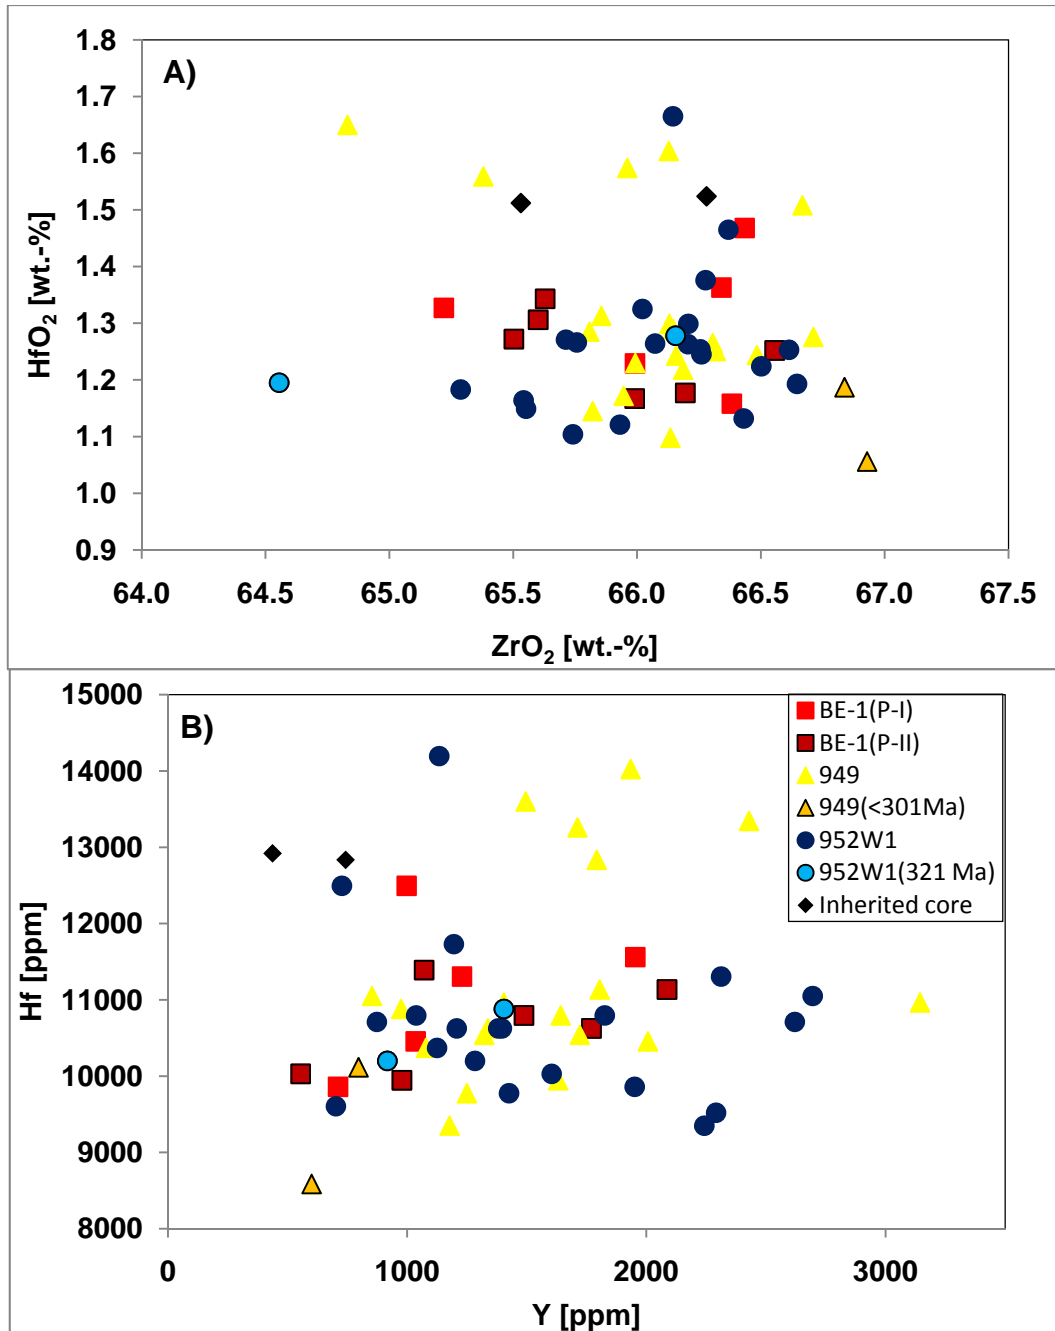 A)
1.8
1.7
1.6
1.5
1.4
1.3
1.2
1.1
1.0
0.9
HfO₂ [wt.-%]
64.0 64.5 65.0 65.5 66.0 66.5 67.0 67.5
ZrO₂ [wt.-%]
B)
15000
14000
13000
12000
11000
10000
9000
8000
Hf [ppm]
BE-1(P-I)
BE-1(P-II)
949
949(<301Ma)
952W1
952W1(321 Ma)
Inherited core
0 1000 2000 3000
Y [ppm]